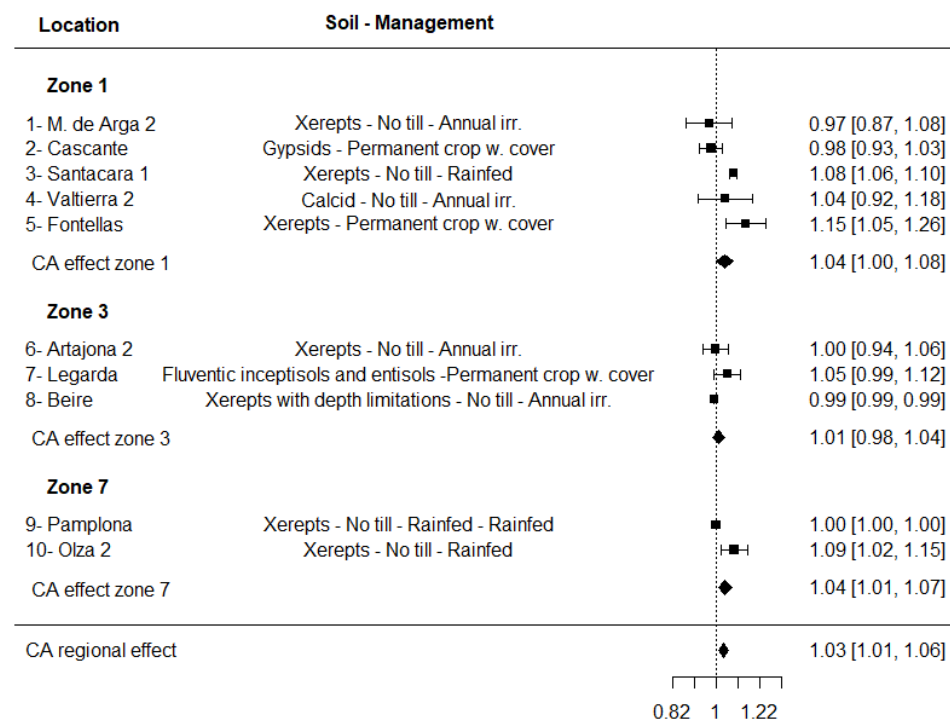 Location Soil - Management
Zone 1
1- M. de Arga 2 Xerepts - No till - Annual irr. 0.97 [0.87, 1.08]
2- Cascante Gypsids - Permanent crop w. cover 0.98 [0.93, 1.03]
3- Santacara 1 Xerepts - No till - Rainfed 1.08 [1.06, 1.10]
4- Valtierra 2 Calcid - No till - Annual irr. 1.04 [0.92, 1.18]
5- Fontellas Xerepts - Permanent crop w. cover 1.15 [1.05, 1.26]
CA effect zone 1 1.04 [1.00, 1.08]
Zone 3
6- Artajona 2 Xerepts - No till - Annual irr. 1.00 [0.94, 1.06]
7- Legarda Fluventic inceptisols and entisols -Permanent crop w. cover 1.05 [0.99, 1.12]
8- Beire Xerepts with depth limitations - No till - Annual irr. 0.99 [0.99, 0.99]
CA effect zone 3 1.01 [0.98, 1.04]
Zone 7
9- Pamplona Xerepts - No till - Rainfed - Rainfed 1.00 [1.00, 1.00]
10- Olza 2 Xerepts - No till - Rainfed 1.09 [1.02, 1.15]
CA effect zone 7 1.04 [1.01, 1.07]
CA regional effect 1.03 [1.01, 1.06]
0.82 1 1.22